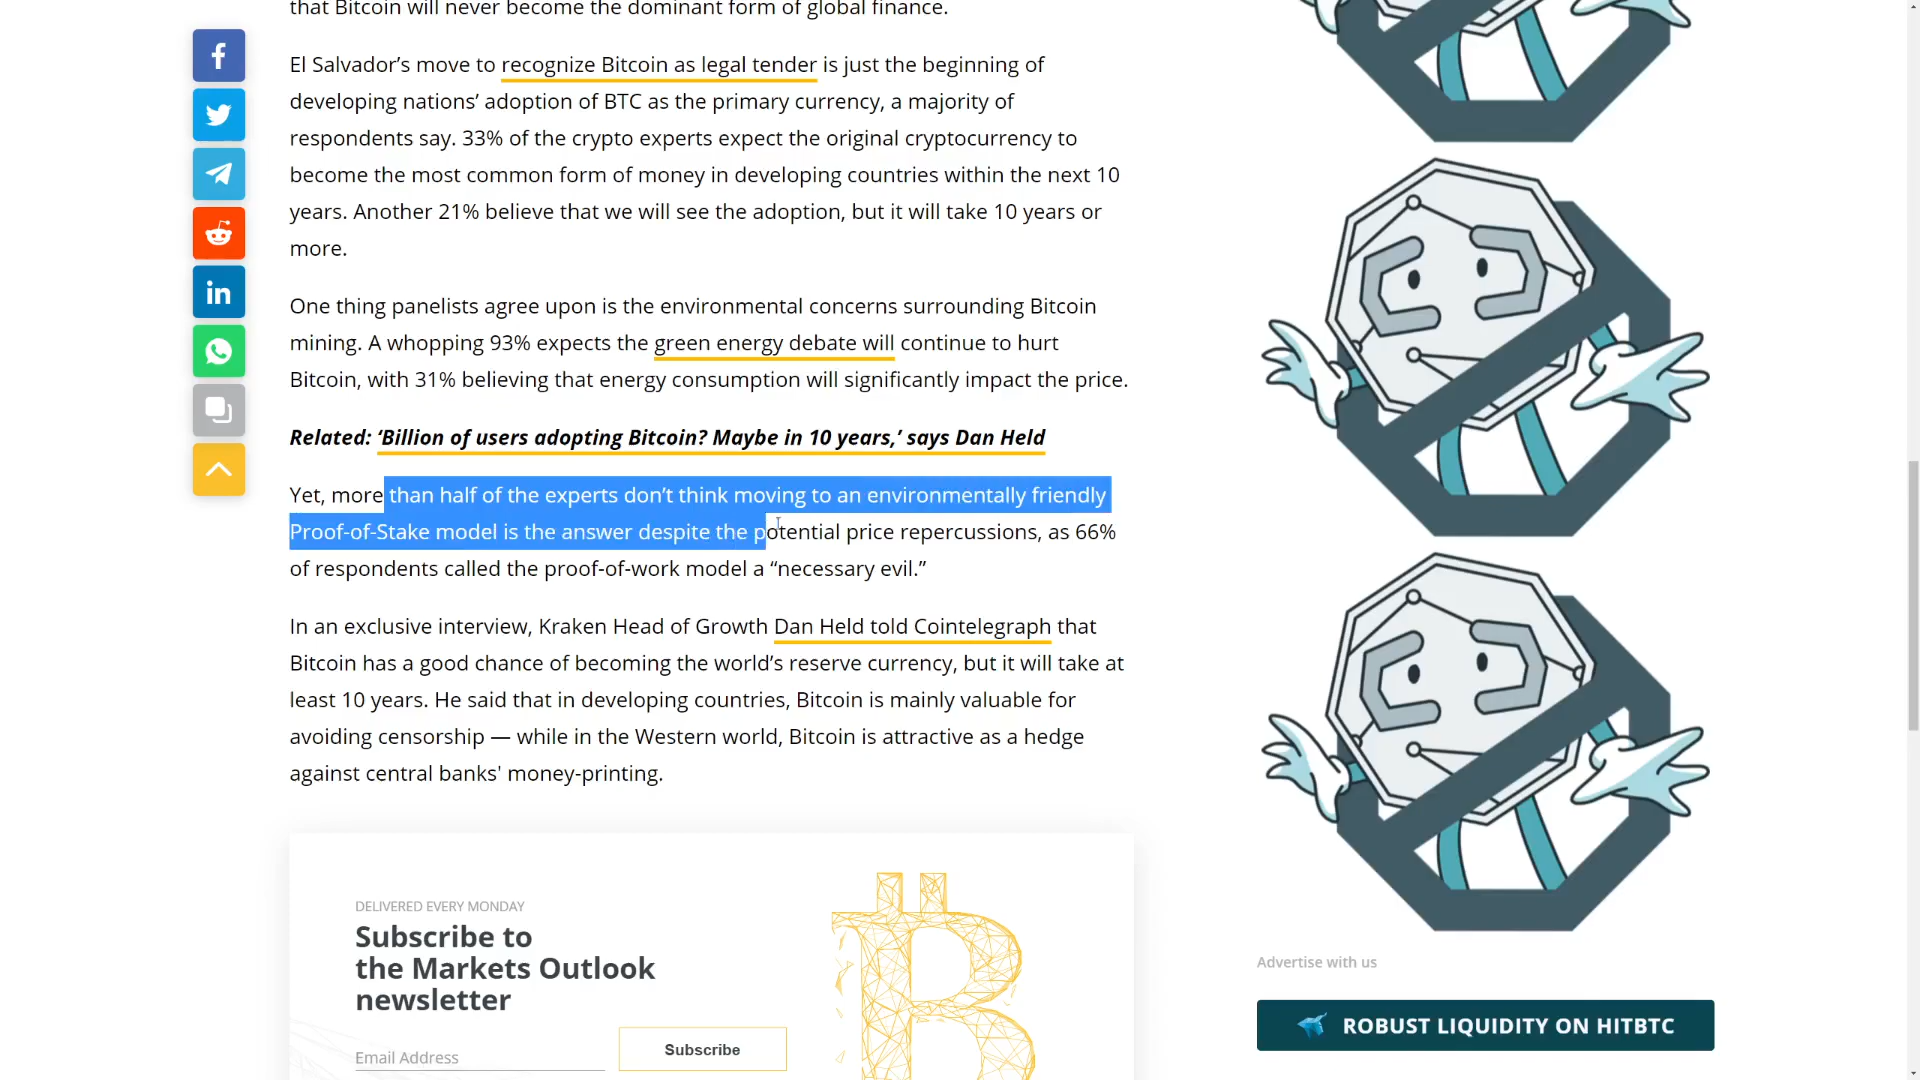 that Bitcoin will never become the dominant form of global finance.
El Salvador’s move to recognize Bitcoin as legal tender is just the beginning of
developing nations’ adoption of BTC as the primary currency, a majority of
respondents say. 33% of the crypto experts expect the original cryptocurrency to
become the most common form of money in developing countries within the next 10
years. Another 21% believe that we will see the adoption, but it will take 10 years or
more.
One thing panelists agree upon is the environmental concerns surrounding Bitcoin
mining. A whopping 93% expects the green energy debate will continue to hurt
Bitcoin, with 31% believing that energy consumption will significantly impact the price.
Related: ‘Billion of users adopting Bitcoin? Maybe in 10 years,’ says Dan Held
Yet, more than half of the experts don’t think moving to an environmentally friendly
Proof-of-Stake model is the answer despite the potential price repercussions, as 66%
of respondents called the proof-of-work model a “necessary evil.”
In an exclusive interview, Kraken Head of Growth Dan Held told Cointelegraph that
Bitcoin has a good chance of becoming the world’s reserve currency, but it will take at
least 10 years. He said that in developing countries, Bitcoin is mainly valuable for
avoiding censorship — while in the Western world, Bitcoin is attractive as a hedge
against central banks' money-printing.
DELIVERED EVERY MONDAY
Subscribe to
the Markets Outlook
newsletter
Email Address
Subscribe
Advertise with us
ROBUST LIQUIDITY ON HITBTC